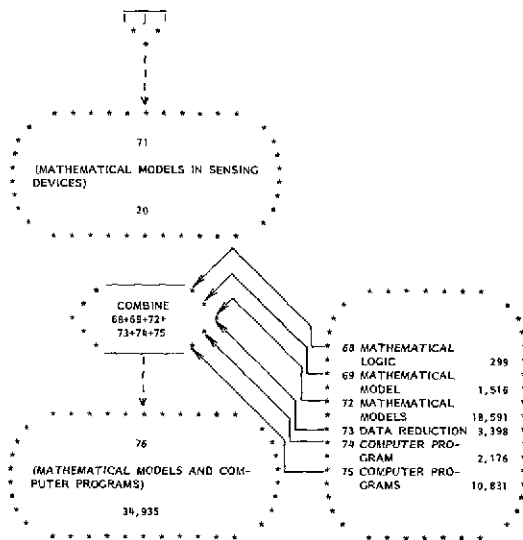 71
(MATHEMATICAL MODELS IN SENSING
DEVICES)
20
COMBINE
68+69+72+
73+74+75
68 MATHEMATICAL
LOGIC 299
69 MATHEMATICAL
MODEL 1,516
72 MATHEMATICAL
MODELS 18,591
73 DATA REDUCTION 3,398
74 COMPUTER PRO-
GRAM 2,176
75 COMPUTER PRO-
GRAMS 10,831
76
(MATHEMATICAL MODELS AND COM-
PUTER PROGRAMS)
34,935